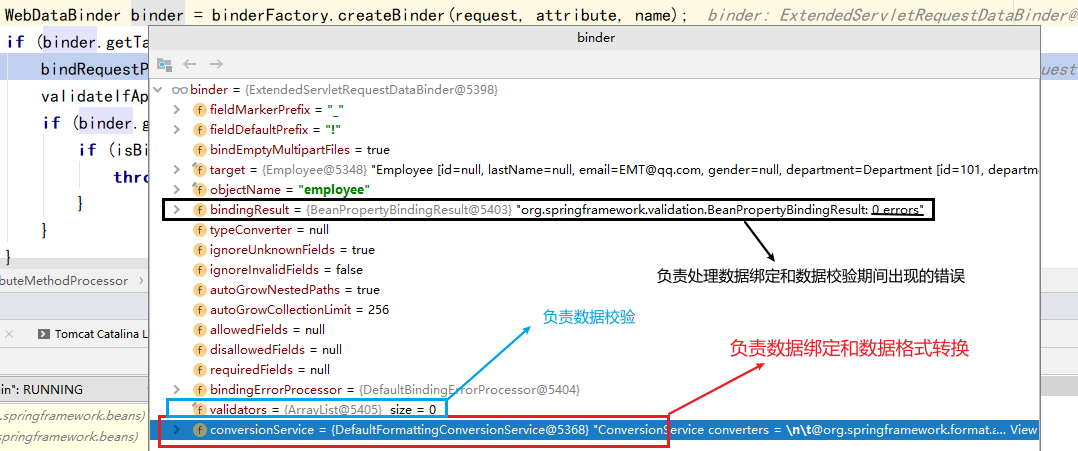 WebDataBinder binder = binderFactory.createBinder(request, attribute, name); binder: ExtendedServletRequestDataBinder@
binder
if (binder.getTa
bindRequestP
validateIfAp
if (binder.g
if (isBi
thro
}
}
}
binder = {ExtendedServletRequestDataBinder@5398}
fieldMarkerPrefix = "_"
fieldDefaultPrefix = "!"
bindEmptyMultipartFiles = true
target = {Employee@5348} "Employee [id=null, lastName=null, email=EMT@qq.com, gender=null, department=Department [id=101, departm
objectName = "employee"
bindingResult = {BeanPropertyBindingResult@5403} "org.springframework.validation.BeanPropertyBindingResult: 0 errors"
typeConverter = null
ignoreUnknownFields = true
ignoreInvalidFields = false
负责处理数据绑定和数据校验期间出现的错误
autoGrowNestedPaths = true
autoGrowCollectionLimit = 256
负责数据校验
allowedFields = null
disallowedFields = null
负责数据绑定和数据格式转换
requiredFields = null
bindingErrorProcessor = {DefaultBindingErrorProcessor@5404}
validators = {ArrayList@5405} size = 0
conversionService = {DefaultFormattingConversionService@5368} "ConversionService converters = \n\t@org.springframework.format.a... View
quest
buteMethodProcessor
Tomcat Catalina L
in": RUNNING
.springframework.beans)
springframework.beans)